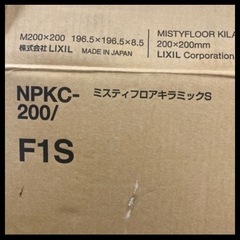 M200×200 196.5×196.5×8.5
株式会社 LIXIL MADE IN JAPAN
MISTYFLOOR KILA
200×200mm
LIXIL Corporation
NPKC-
200/
ミスティフロアキラミックS
F1S